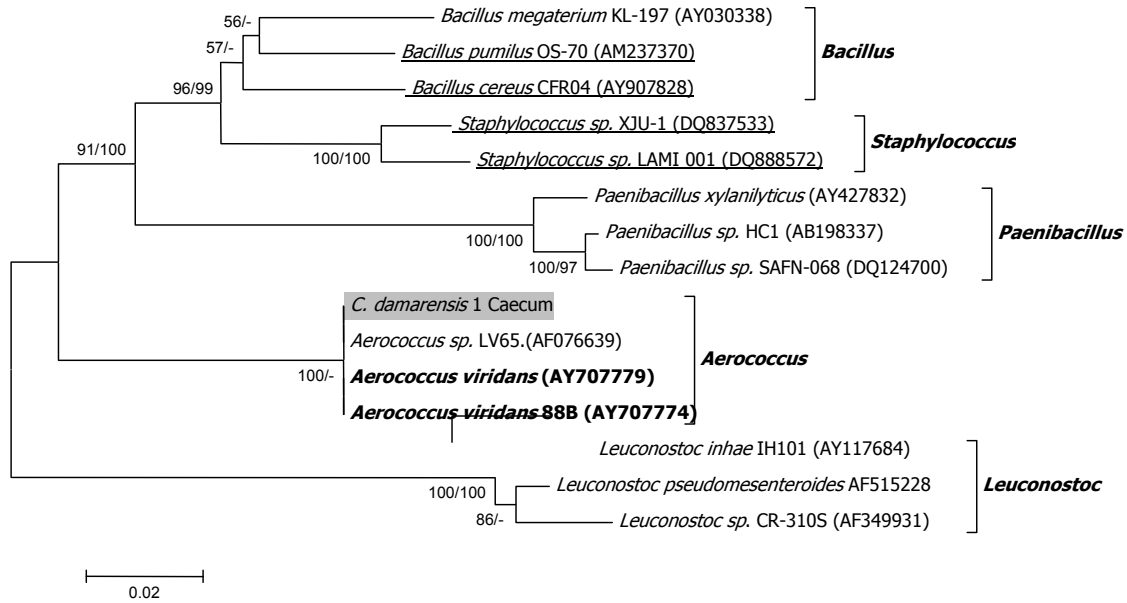 56/-
Bacillus megaterium KL-197 (AY030338)
57/-
Bacillus pumilus OS-70 (AM237370)
Bacillus
96/99
Bacillus cereus CFR04 (AY907828)
Staphylococcus sp. XJU-1 (DQ837533)
91/100
100/100
Staphylococcus sp. LAMI 001 (DQ888572)
Staphylococcus
Paenibacillus xylanilyticus (AY427832)
100/100
Paenibacillus sp. HC1 (AB198337)
Paenibacillus
100/97
Paenibacillus sp. SAFN-068 (DQ124700)
C. damarensis 1 Caecum
Aerococcus sp. LV65.(AF076639)
Aerococcus
100/-
Aerococcus viridans (AY707779)
Aerococcus viridans 88B (AY707774)
Leuconostoc inhae IH101 (AY117684)
100/100
Leuconostoc pseudomesenteroides AF515228
Leuconostoc
86/-
Leuconostoc sp. CR-310S (AF349931)
0.02